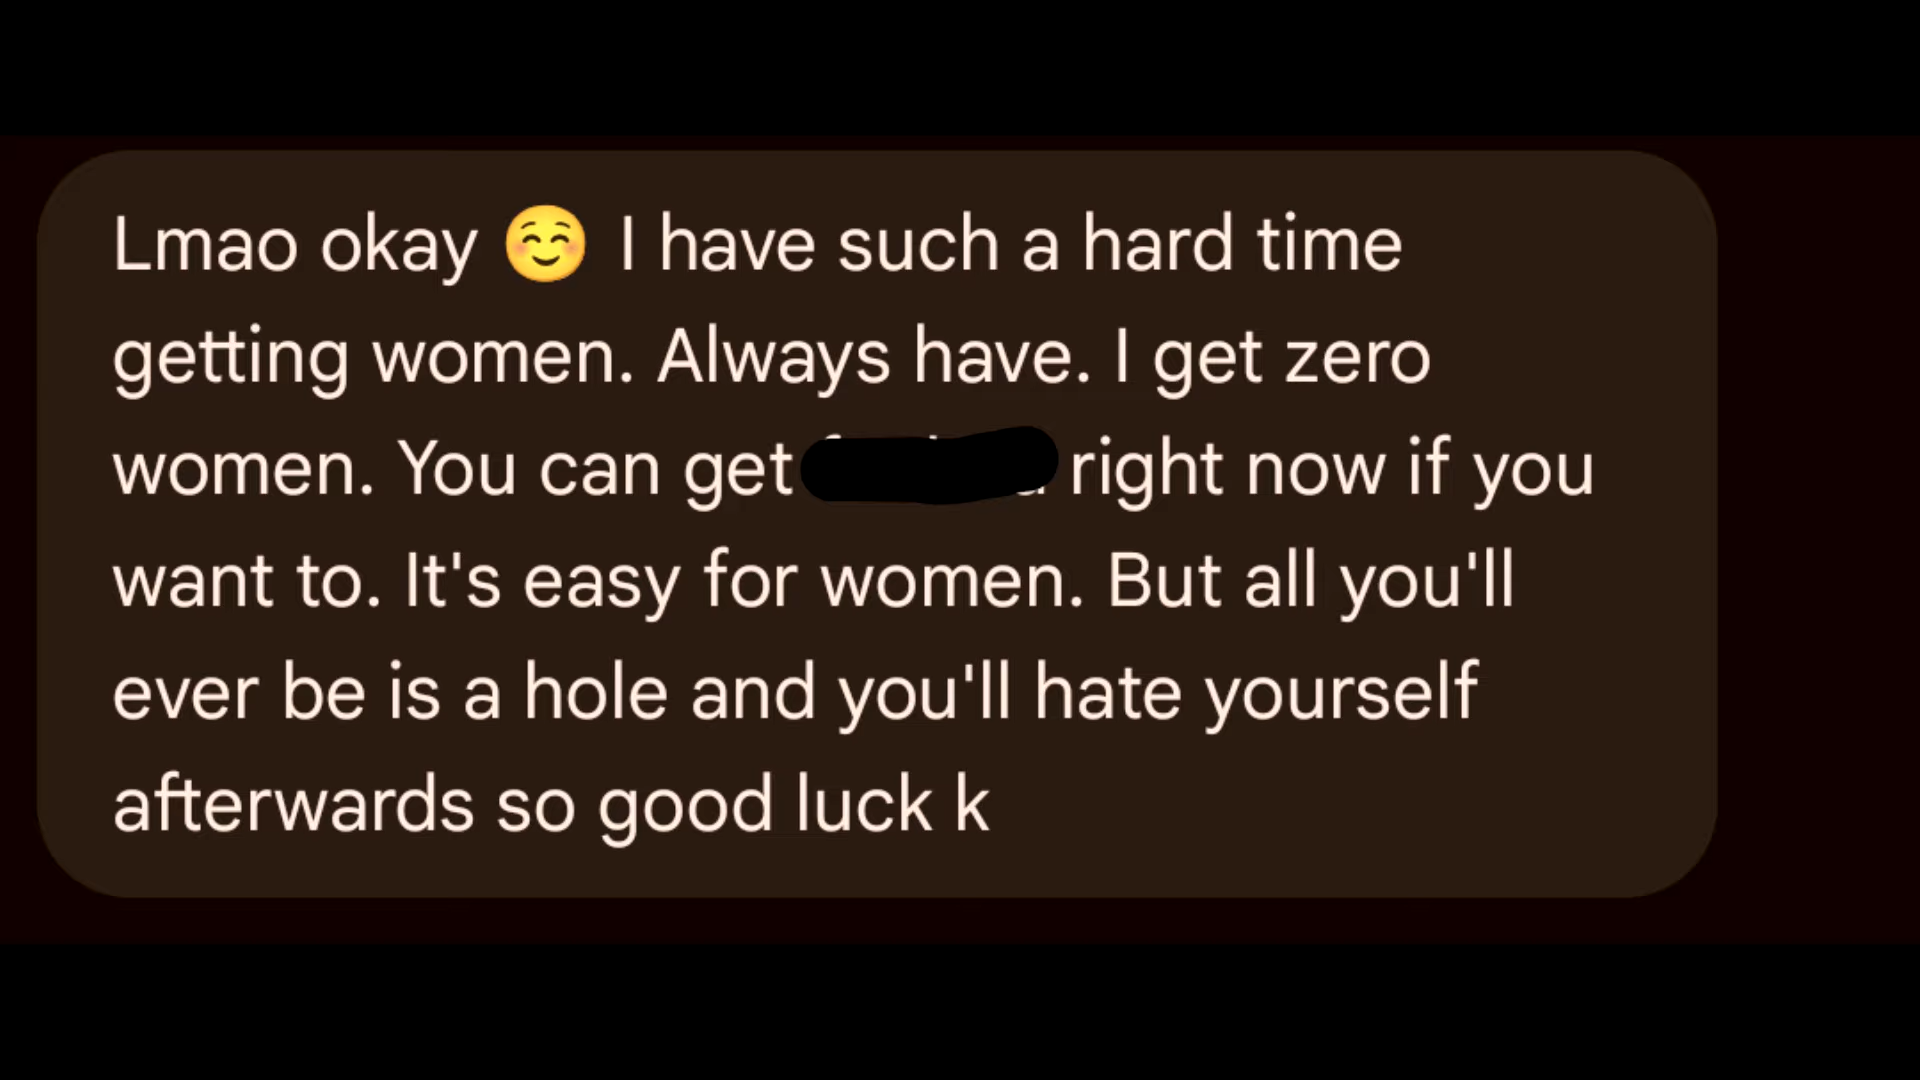 Lmao okay ☺️ I have such a hard time
getting women. Always have. I get zero
women. You can get right now if you
want to. It's easy for women. But all you'll
ever be is a hole and you'll hate yourself
afterwards so good luck k